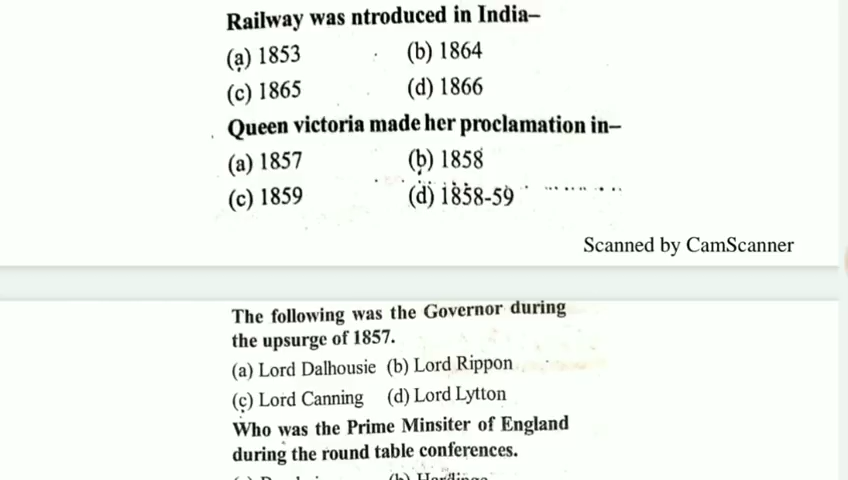 Railway was ntroduced in India–
(a) 1853 (b) 1864
(c) 1865 (d) 1866
Queen victoria made her proclamation in–
(a) 1857 (b) 1858
(c) 1859 (d) 1858-59
Scanned by CamScanner
The following was the Governor during
the upsurge of 1857.
(a) Lord Dalhousie (b) Lord Rippon
(c) Lord Canning (d) Lord Lytton
Who was the Prime Minsiter of England
during the round table conferences.